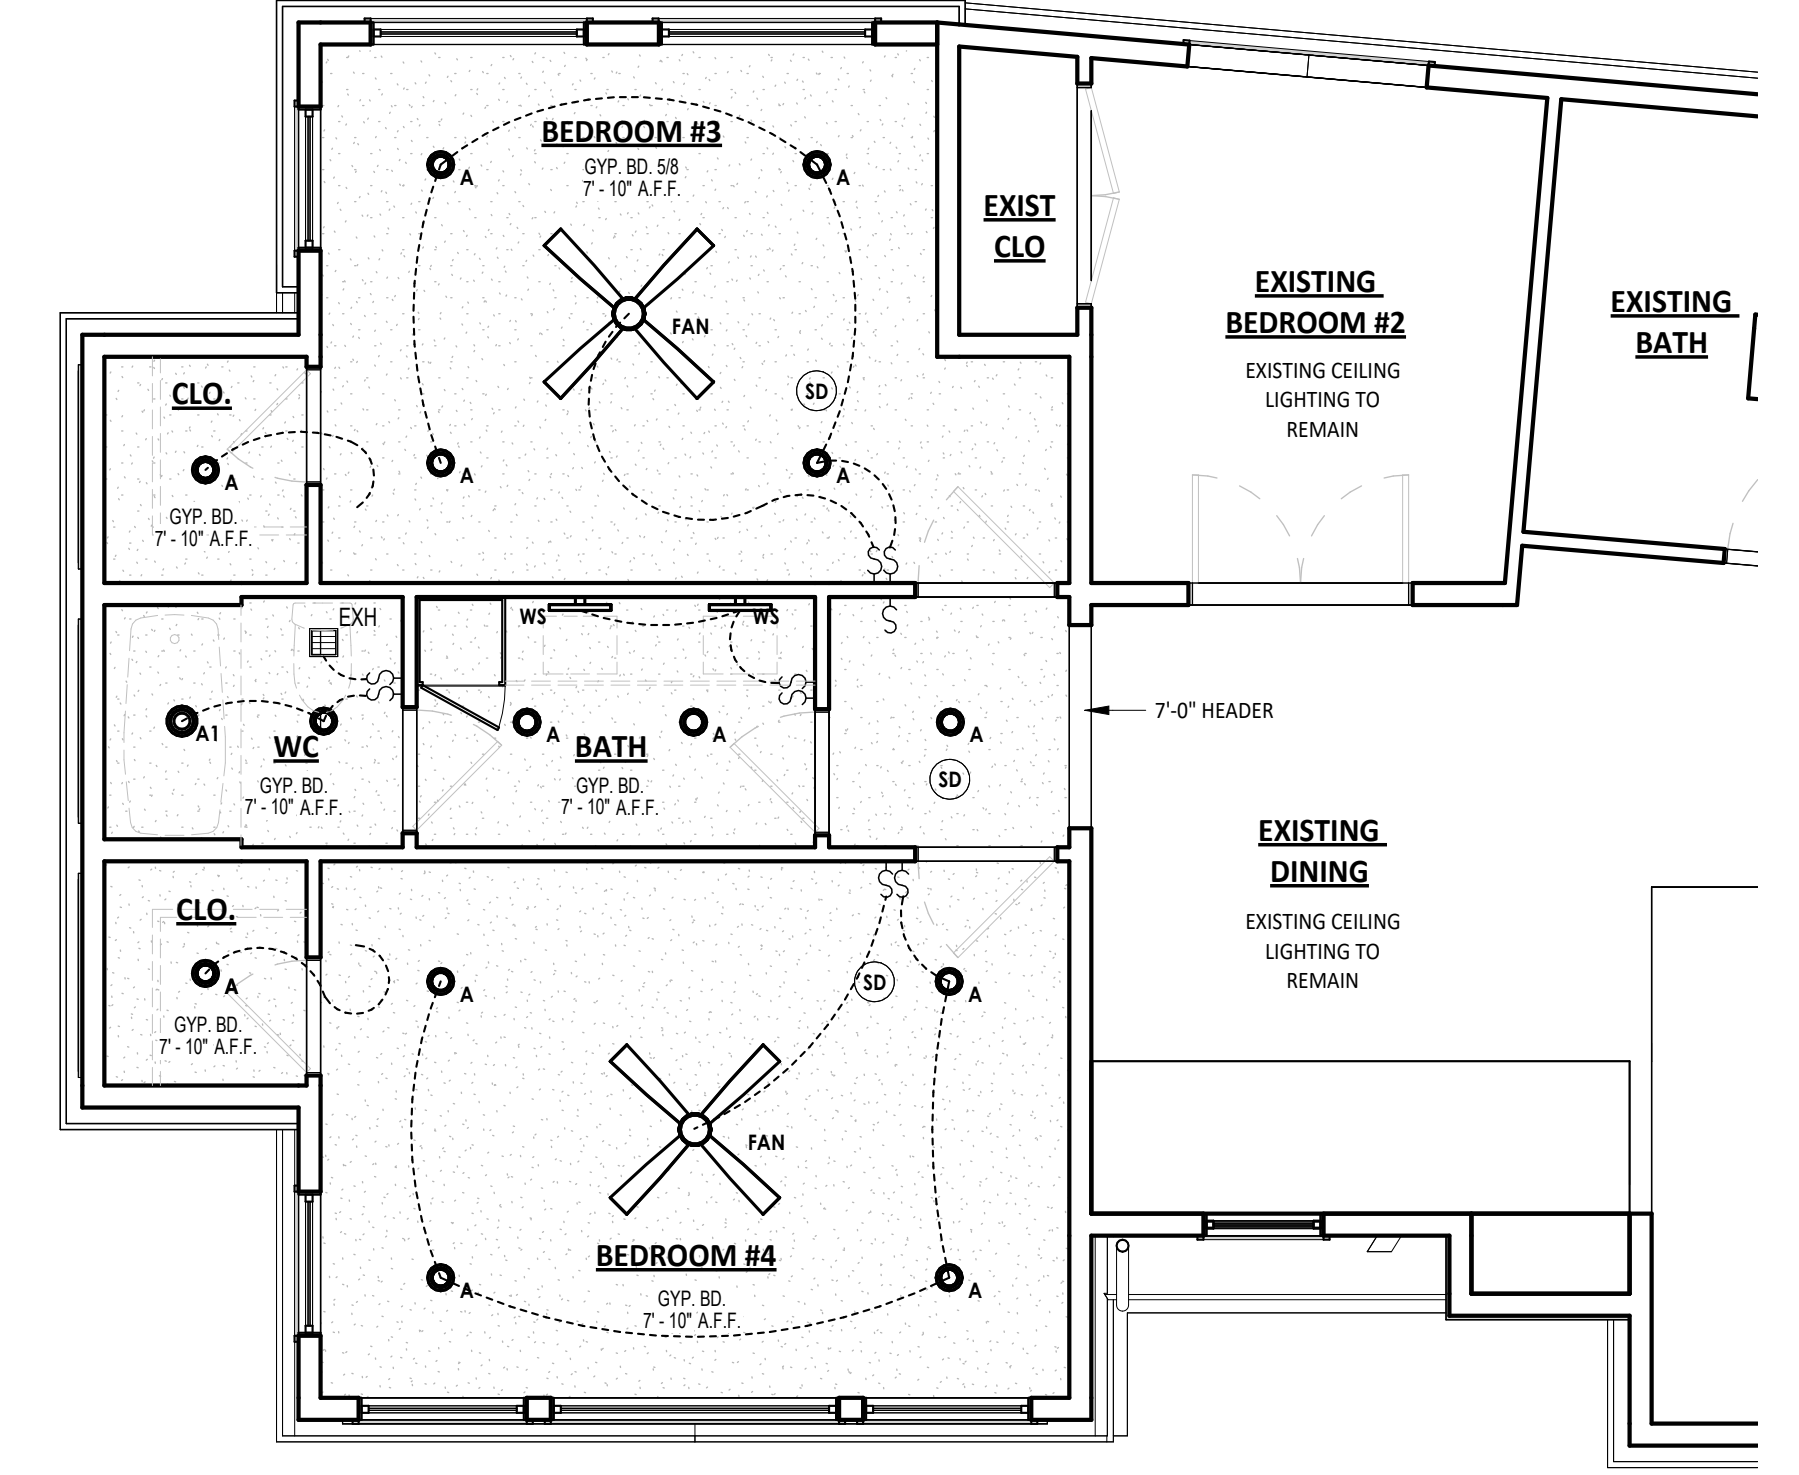 BEDROOM #3
GYP. BD. 5/8
7' - 10" A.F.F.
A
A
FAN
SD
A
A
EXIST
CLO
EXISTING
BEDROOM #2
EXISTING CEILING
LIGHTING TO
REMAIN
EXISTING
BATH
CLO.
A
GYP. BD.
7' - 10" A.F.F.
EXH
A1
WC
GYP. BD.
7' - 10" A.F.F.
WS
WS
A
A
BATH
GYP. BD.
7' - 10" A.F.F.
A
SD
7'-0" HEADER
EXISTING
DINING
EXISTING CEILING
LIGHTING TO
REMAIN
CLO.
A
GYP. BD.
7' - 10" A.F.F.
A
SD
A
FAN
BEDROOM #4
GYP. BD.
7' - 10" A.F.F.
A
A